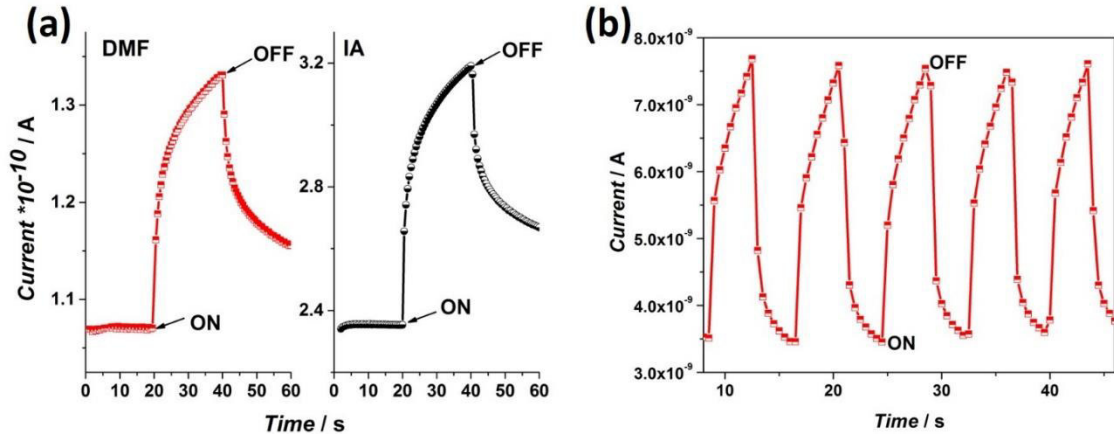 (a)
DMF
OFF
ON
1.3
1.2
1.1
Current *10⁻¹⁰ / A
0 10 20 30 40 50 60
IA
OFF
ON
3.2
2.8
2.4
0 10 20 30 40 50 60
Time / s
(b)
8.0x10⁻⁹
7.0x10⁻⁹
6.0x10⁻⁹
5.0x10⁻⁹
4.0x10⁻⁹
3.0x10⁻⁹
Current / A
OFF
ON
10 20 30 40
Time / s